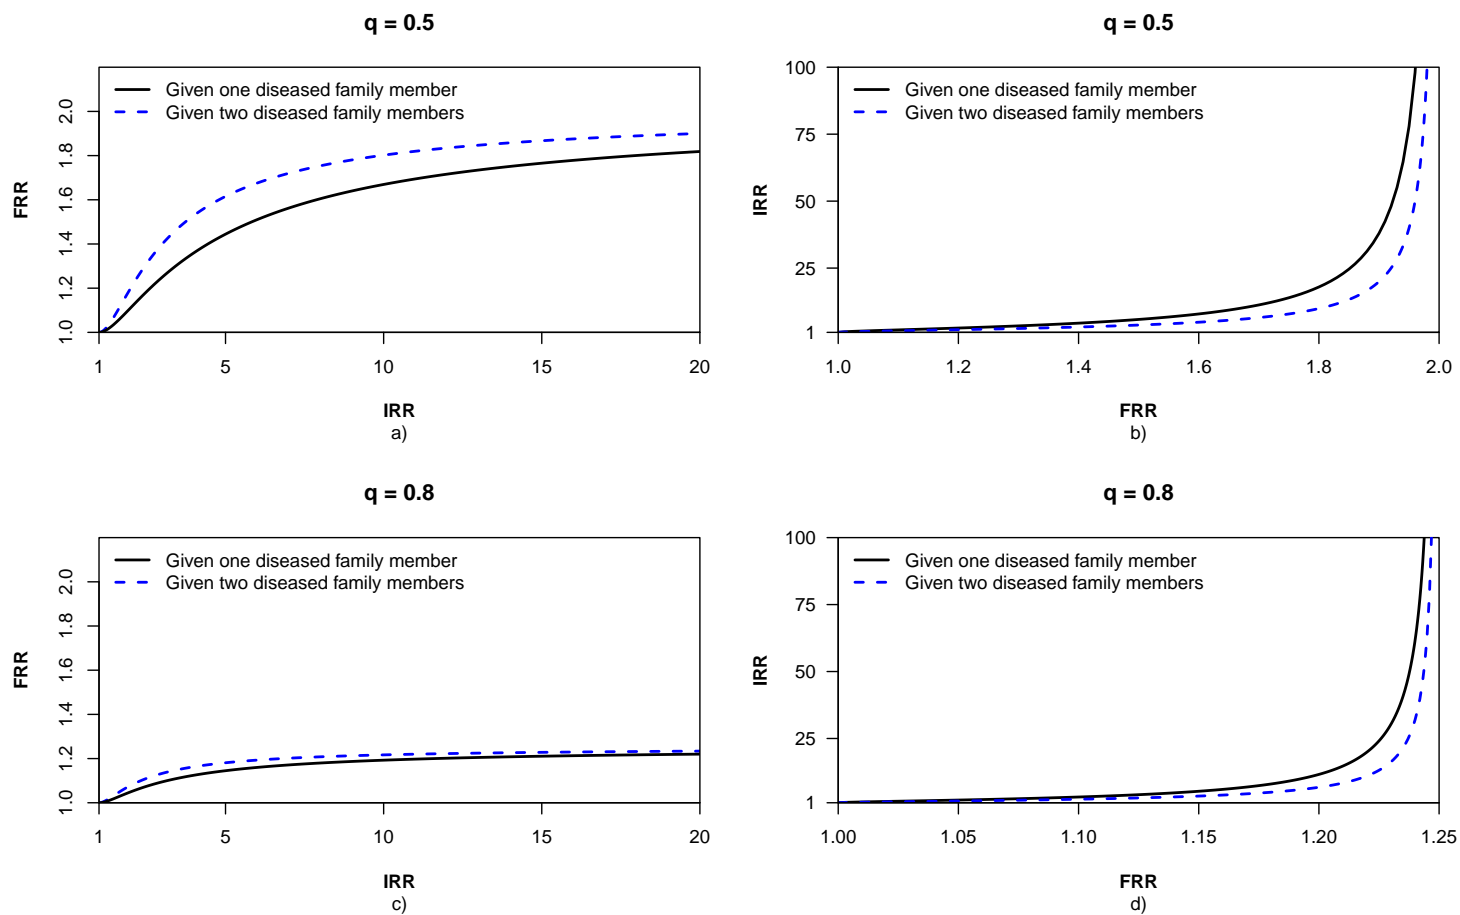 q = 0.5
Given one diseased family member
Given two diseased family members
FRR
1.0 1.2 1.4 1.6 1.8 2.0
1 5 10 15 20
IRR
a)
q = 0.5
Given one diseased family member
Given two diseased family members
IRR
100
75
50
25
1
1.0 1.2 1.4 1.6 1.8 2.0
FRR
b)
q = 0.8
Given one diseased family member
Given two diseased family members
FRR
1.0 1.2 1.4 1.6 1.8 2.0
1 5 10 15 20
IRR
c)
q = 0.8
Given one diseased family member
Given two diseased family members
IRR
100
75
50
25
1
1.00 1.05 1.10 1.15 1.20 1.25
FRR
d)